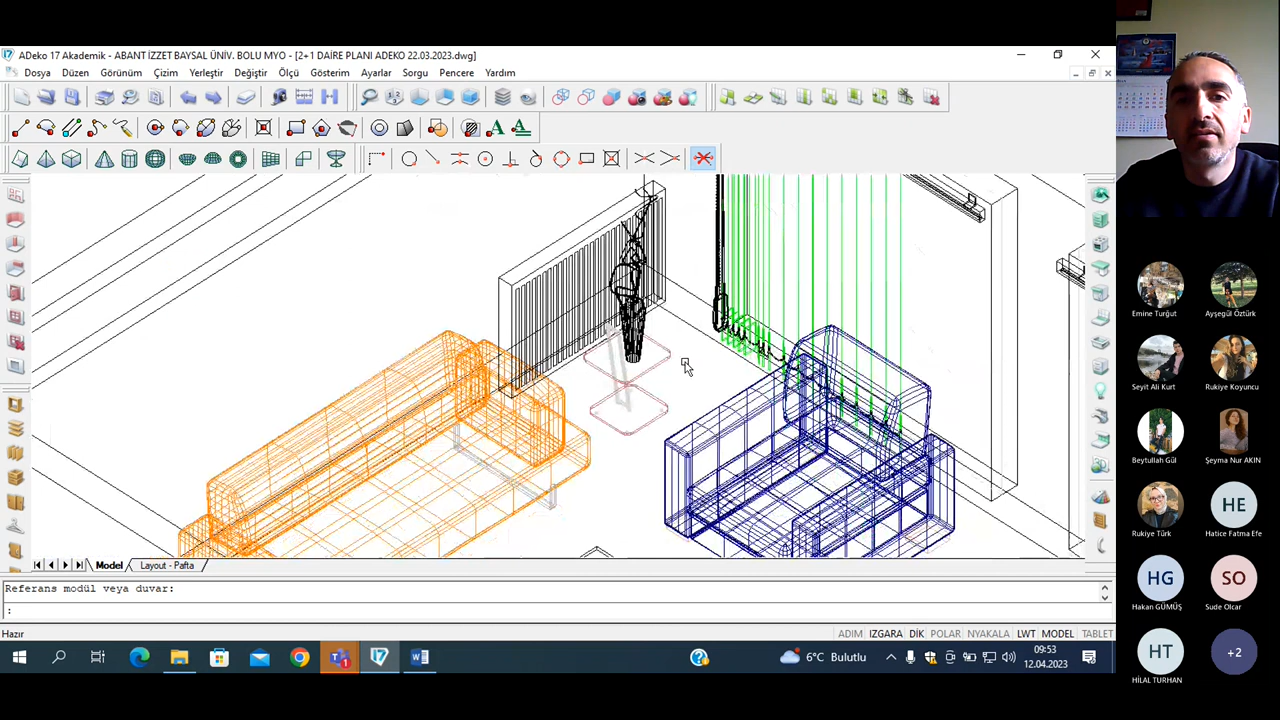 ADeko 17 Akademik - ABANT İZZET BAYSAL ÜNİV. BOLU MYO - [2+1 DAİRE PLANI ADEKO 22.03.2023.dwg]
Dosya Düzen Görünüm Çizim Yerleştir Değiştir Ölçü Gösterim Ayarlar Sorgu Pencere Yardım
Model Layout - Pafta
Referans modül veya duvar:
:
Hazır
ADIM IZGARA DİK POLAR NYAKALA LWT MODEL TABLET
6°C Bulutlu
09:53
12.04.2023
Emine Turğut
Ayşegül Öztürk
Seyit Ali Kurt
Rukiye Koyuncu
Beytullah Gül
Şeyma Nur AKIN
Rukiye Türk
HE
Hatice Fatma Efe
HG
Hakan GÜMÜŞ
SO
Sude Olcar
HT
HİLAL TURHAN
+2